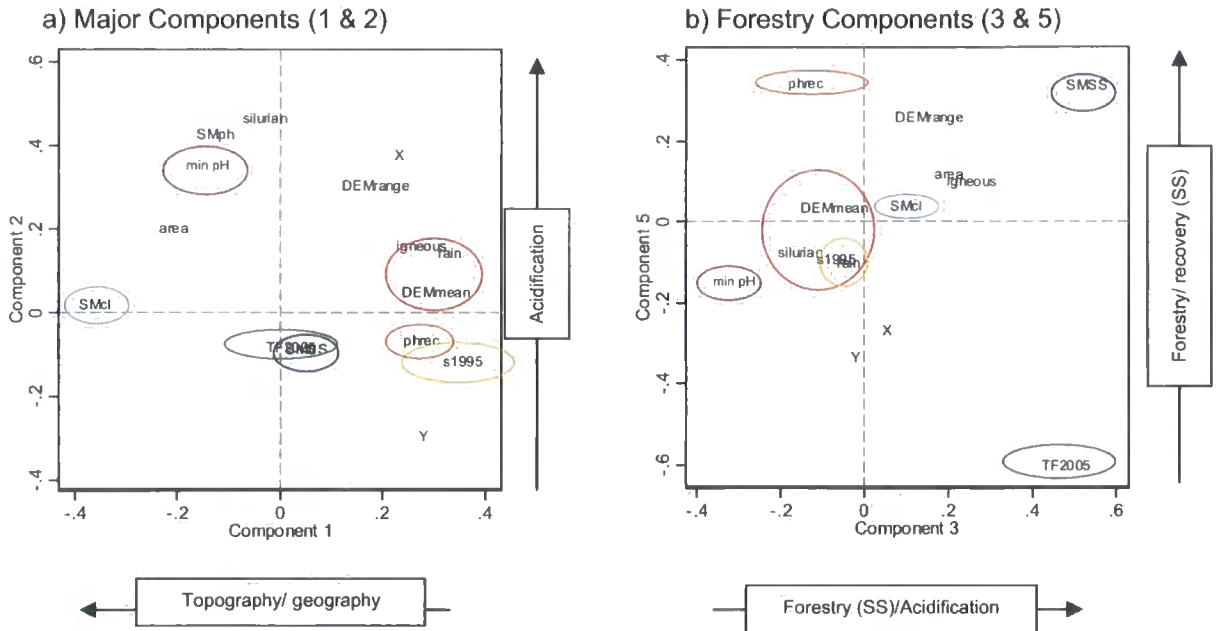 a) Major Components (1 & 2)
.6
.4
.2
0
-.2
-.4
Component 2
silurian
SMph
min pH
X
DEMrange
area
igneous
rain
DEMmean
SMcl
TF2005
phrec
s1995
Y
-.4
-.2
0
.2
.4
Component 1
Acidification
Topography/ geography
b) Forestry Components (3 & 5)
.4
.2
0
-.2
-.4
-.6
Component 5
phrec
SMSS
DEMrange
area
igneous
DEMmean
SMcl
silurian
s1995
rain
min pH
X
Y
TF2005
-.4
-.2
0
.2
.4
.6
Component 3
Forestry/ recovery (SS)
Forestry (SS)/Acidification